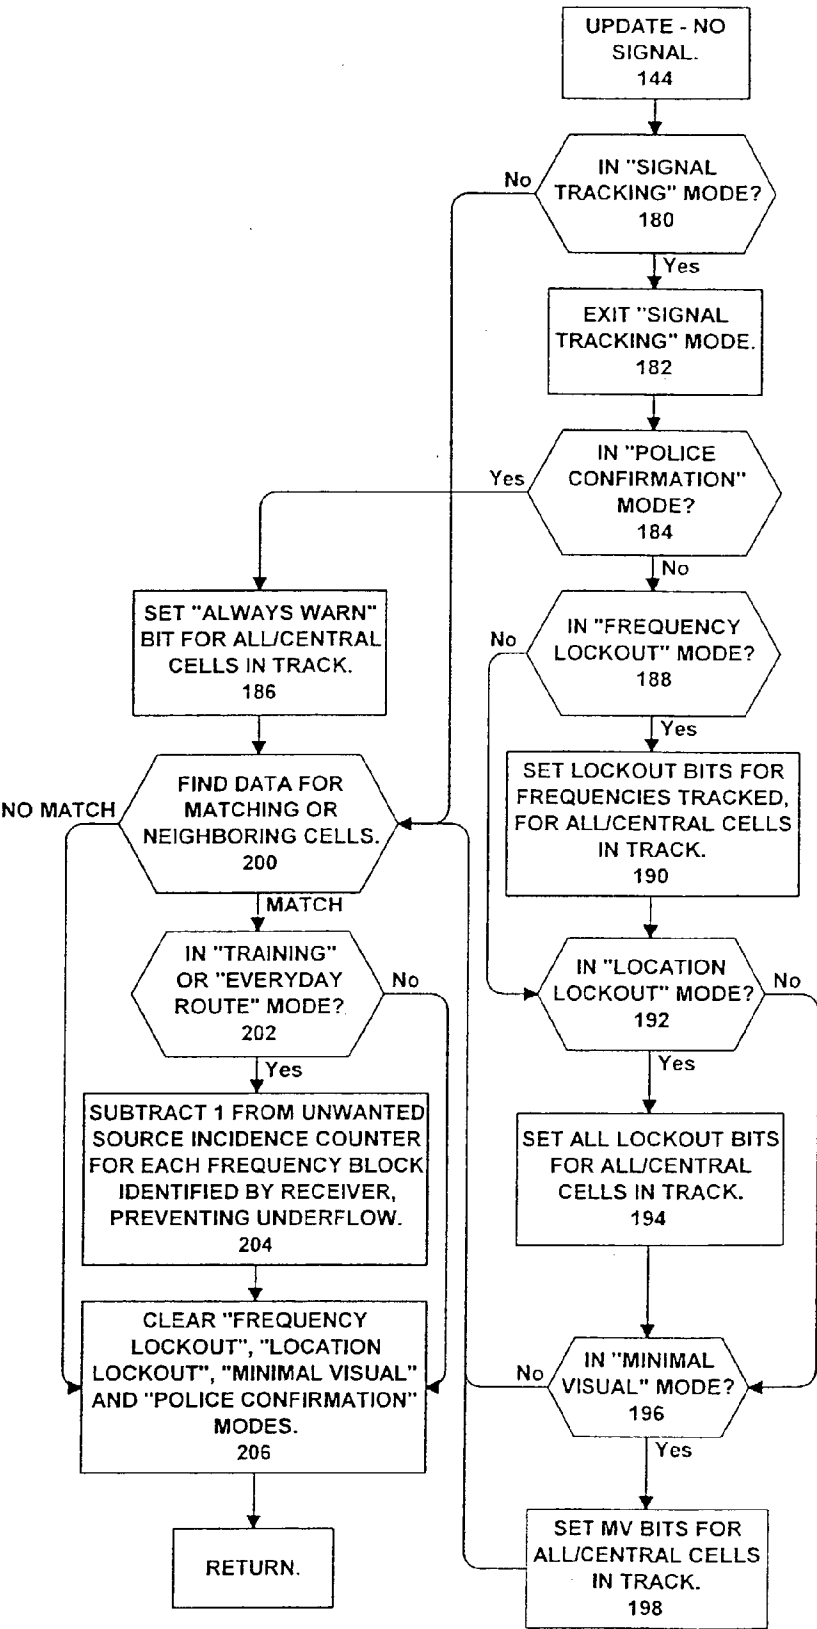 UPDATE - NO
SIGNAL.
144
IN "SIGNAL
TRACKING" MODE?
180
No
Yes
EXIT "SIGNAL
TRACKING" MODE.
182
IN "POLICE
CONFIRMATION"
MODE?
184
Yes
No
SET "ALWAYS WARN"
BIT FOR ALL/CENTRAL
CELLS IN TRACK.
186
IN "FREQUENCY
LOCKOUT" MODE?
188
No
Yes
SET LOCKOUT BITS FOR
FREQUENCIES TRACKED,
FOR ALL/CENTRAL CELLS
IN TRACK.
190
FIND DATA FOR
MATCHING OR
NEIGHBORING CELLS.
200
NO MATCH
MATCH
IN "TRAINING"
OR "EVERYDAY
ROUTE" MODE?
202
No
Yes
IN "LOCATION
LOCKOUT" MODE?
192
No
Yes
SUBTRACT 1 FROM UNWANTED
SOURCE INCIDENCE COUNTER
FOR EACH FREQUENCY BLOCK
IDENTIFIED BY RECEIVER,
PREVENTING UNDERFLOW.
204
SET ALL LOCKOUT BITS
FOR ALL/CENTRAL
CELLS IN TRACK.
194
CLEAR "FREQUENCY
LOCKOUT", "LOCATION
LOCKOUT", "MINIMAL VISUAL"
AND "POLICE CONFIRMATION"
MODES.
206
IN "MINIMAL
VISUAL" MODE?
196
No
Yes
RETURN.
SET MV BITS FOR
ALL/CENTRAL CELLS
IN TRACK.
198